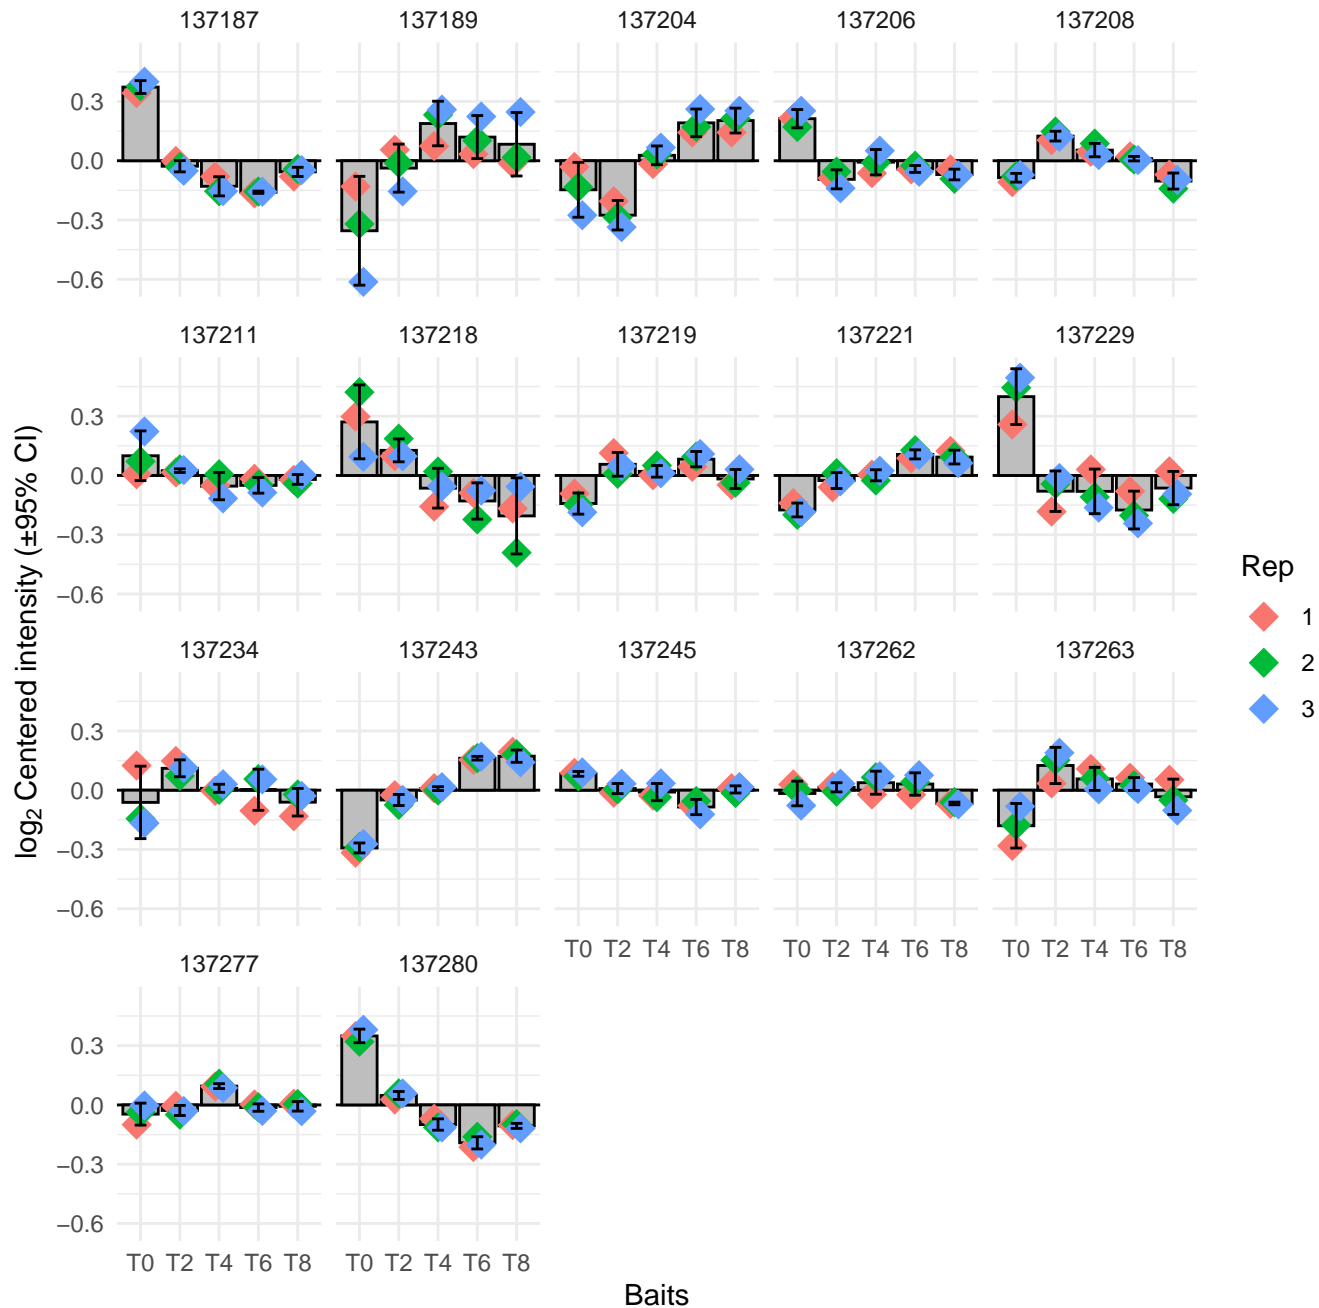 137187 137189 137204 137206 137208
0.3
0.0
−0.3
−0.6
137211 137218 137219 137221 137229
0.3
0.0
−0.3
−0.6
137234 137243 137245 137262 137263
0.3
0.0
−0.3
−0.6
T0 T2 T4 T6 T8 T0 T2 T4 T6 T8 T0 T2 T4 T6 T8
137277 137280
0.3
0.0
−0.3
−0.6
T0 T2 T4 T6 T8 T0 T2 T4 T6 T8
Baits
log2 Centered intensity (±95% CI)
Rep
1
2
3